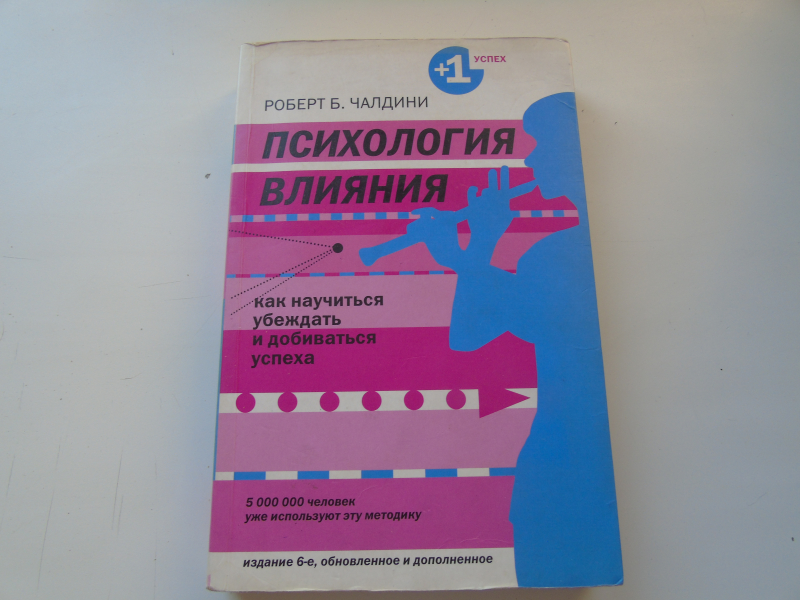 +1 УСПЕХ
РОБЕРТ Б. ЧАЛДИНИ
ПСИХОЛОГИЯ
ВЛИЯНИЯ
как научиться
убеждать
и добиваться
успеха
5 000 000 человек
уже используют эту методику
издание 6-е, обновленное и дополненное